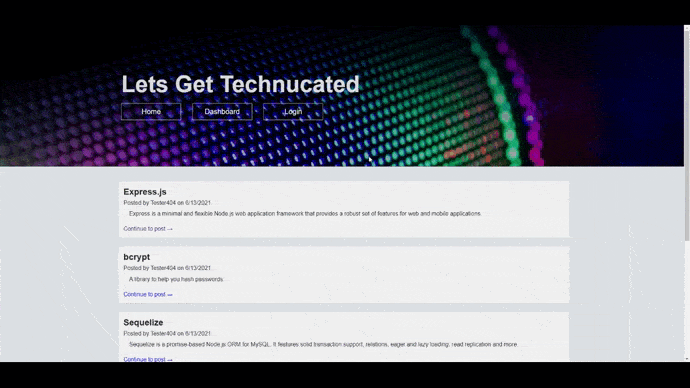 Lets Get Technucated
Home Dashboard Login
Express.js
Posted by Tester404 on 6/13/2021.
Express is a minimal and flexible Node.js web application framework that provides a robust set of features for web and mobile applications.
Continue to post →
bcrypt
Posted by Tester404 on 6/13/2021.
A library to help you hash passwords.
Continue to post →
Sequelize
Posted by Tester404 on 6/13/2021.
Sequelize is a promise-based Node.js ORM for MySQL. It features solid transaction support, relations, eager and lazy loading, read replication and more.
Continue to post →